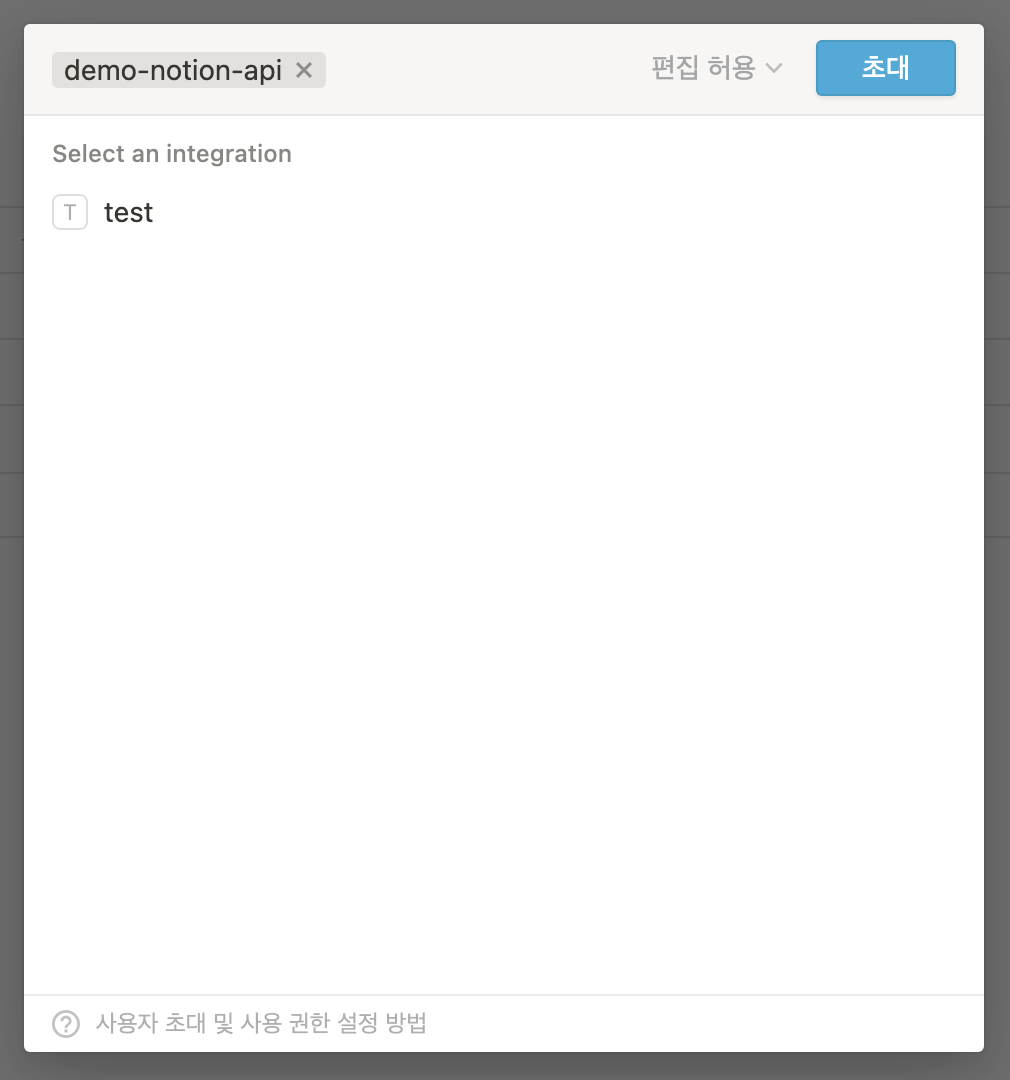 demo-notion-api ✕ 편집 허용 초대
Select an integration
T test
? 사용자 초대 및 사용 권한 설정 방법